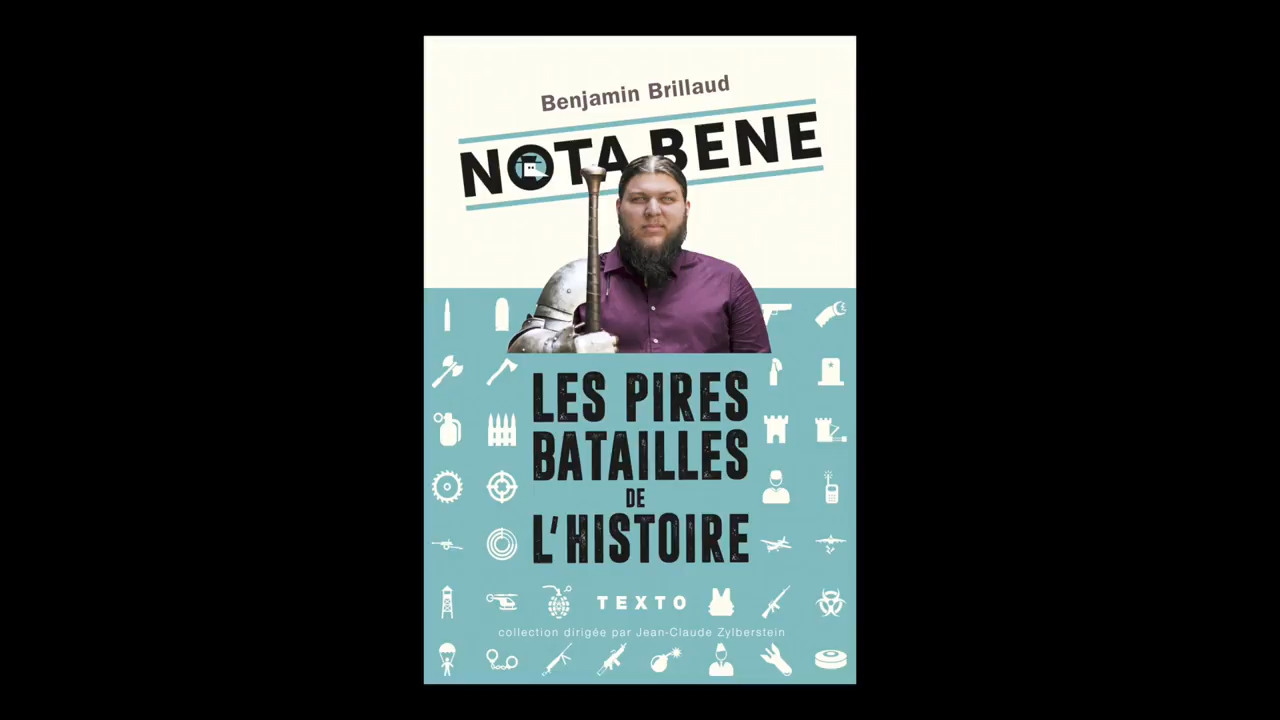 Benjamin Brillaud
NOTA BENE
LES PIRES
BATAILLES
DE
L'HISTOIRE
TEXTO
collection dirigée par Jean-Claude Zylberstein